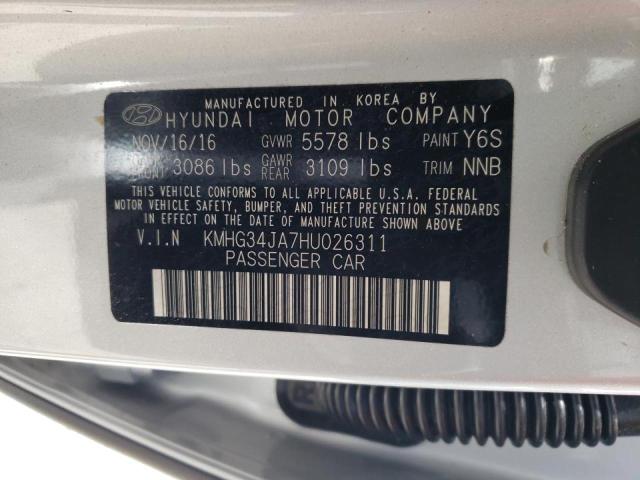 MANUFACTURED IN KOREA BY
HYUNDAI MOTOR COMPANY
NOV/16/16 GVWR 5578 lbs PAINT Y6S
GAWR FRONT 3086 lbs GAWR REAR 3109 lbs TRIM NNB
THIS VEHICLE CONFORMS TO ALL APPLICABLE U.S.A. FEDERAL
MOTOR VEHICLE SAFETY, BUMPER, AND THEFT PREVENTION STANDARDS
IN EFFECT ON THE DATE OF MANUFACTURE SHOWN ABOVE
V.I.N KMHG34JA7HU026311
PASSENGER CAR
R